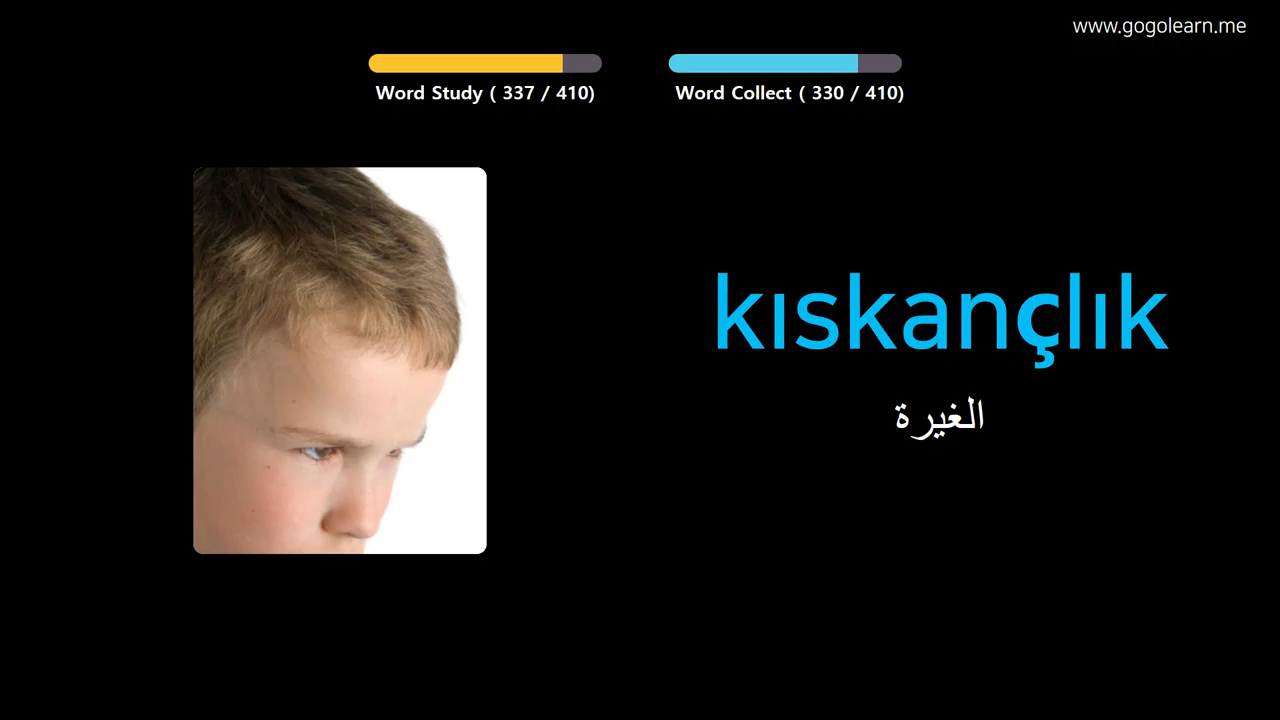 www.gogolearn.me
Word Study ( 337 / 410)
Word Collect ( 330 / 410)
kıskançlık
الغيرة